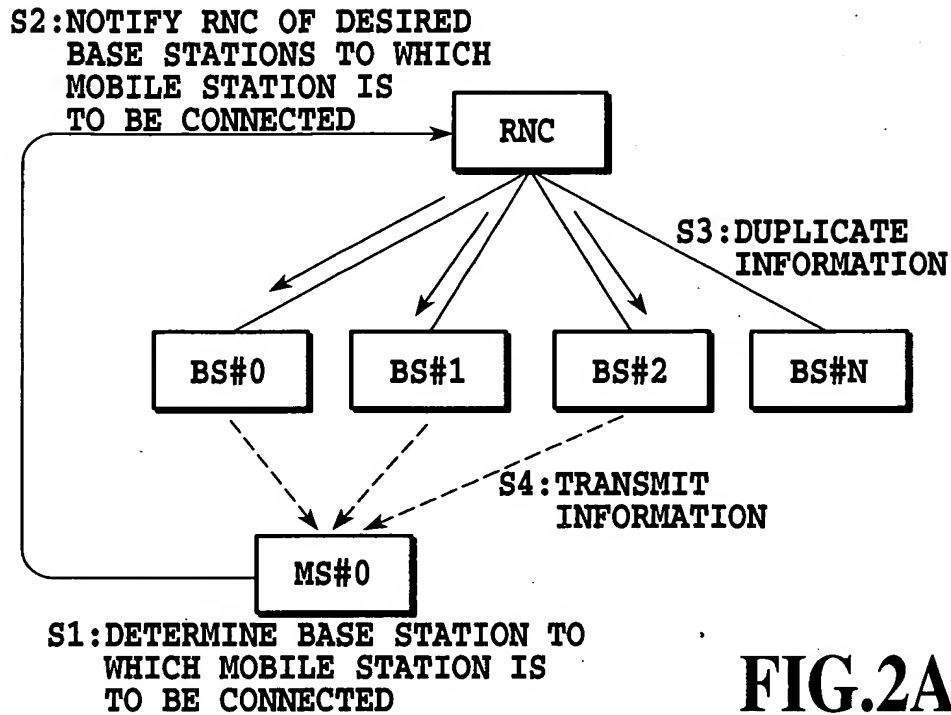 S2:NOTIFY RNC OF DESIRED
BASE STATIONS TO WHICH
MOBILE STATION IS
TO BE CONNECTED
RNC
S3:DUPLICATE
INFORMATION
BS#0
BS#1
BS#2
BS#N
S4:TRANSMIT
INFORMATION
MS#0
S1:DETERMINE BASE STATION TO
WHICH MOBILE STATION IS
TO BE CONNECTED
FIG.2A